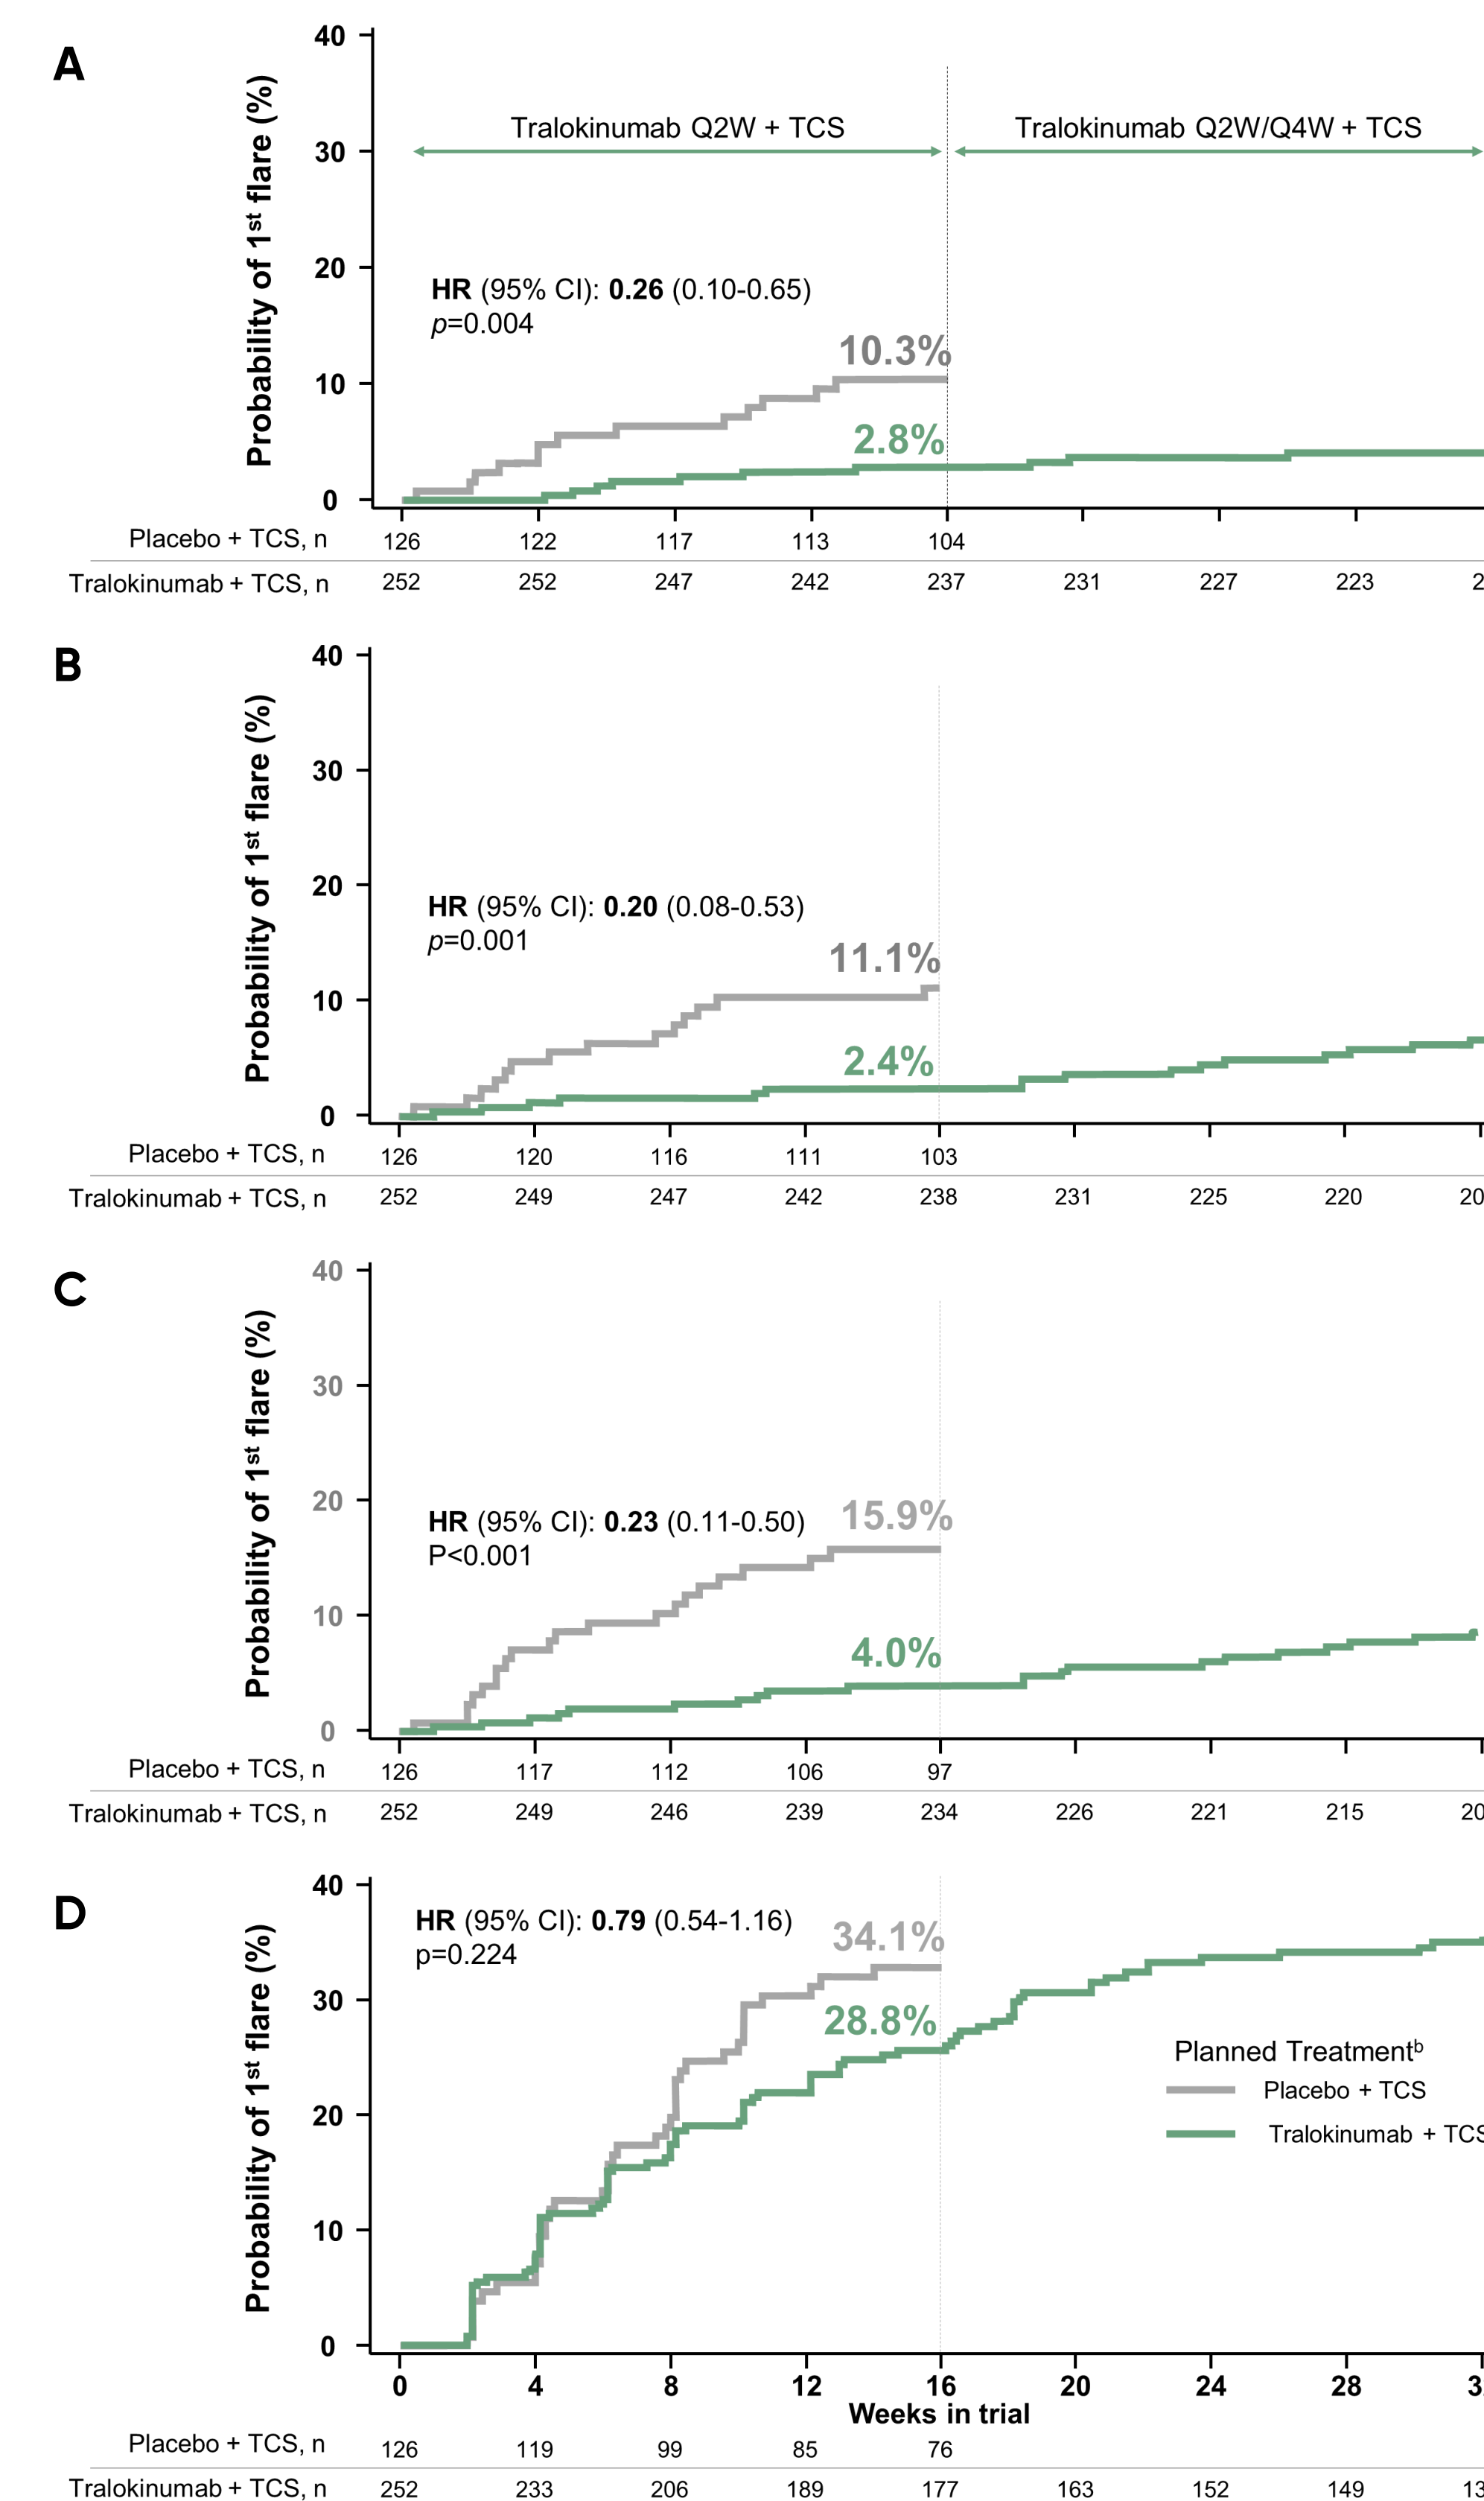 A
Probability of 1st flare (%)
40
30
20
10
0
Tralokinumab Q2W + TCS
Tralokinumab Q2W/Q4W + TCS
HR (95% CI): 0.26 (0.10-0.65)
p=0.004
10.3%
2.8%
Placebo + TCS, n 126 122 117 113 104
Tralokinumab + TCS, n 252 252 247 242 237 231 227 223 2
B
Probability of 1st flare (%)
40
30
20
10
0
HR (95% CI): 0.20 (0.08-0.53)
p=0.001
11.1%
2.4%
Placebo + TCS, n 126 120 116 111 103
Tralokinumab + TCS, n 252 249 247 242 238 231 225 220 20
C
Probability of 1st flare (%)
40
30
20
10
0
HR (95% CI): 0.23 (0.11-0.50)
P<0.001
15.9%
4.0%
Placebo + TCS, n 126 117 112 106 97
Tralokinumab + TCS, n 252 249 246 239 234 226 221 215 20
D
Probability of 1st flare (%)
40
30
20
10
0
HR (95% CI): 0.79 (0.54-1.16)
p=0.224
34.1%
28.8%
Planned Treatmentb
Placebo + TCS
Tralokinumab + TCS
0 4 8 12 16 20 24 28 3
Weeks in trial
Placebo + TCS, n 126 119 99 85 76
Tralokinumab + TCS, n 252 233 206 189 177 163 152 149 13